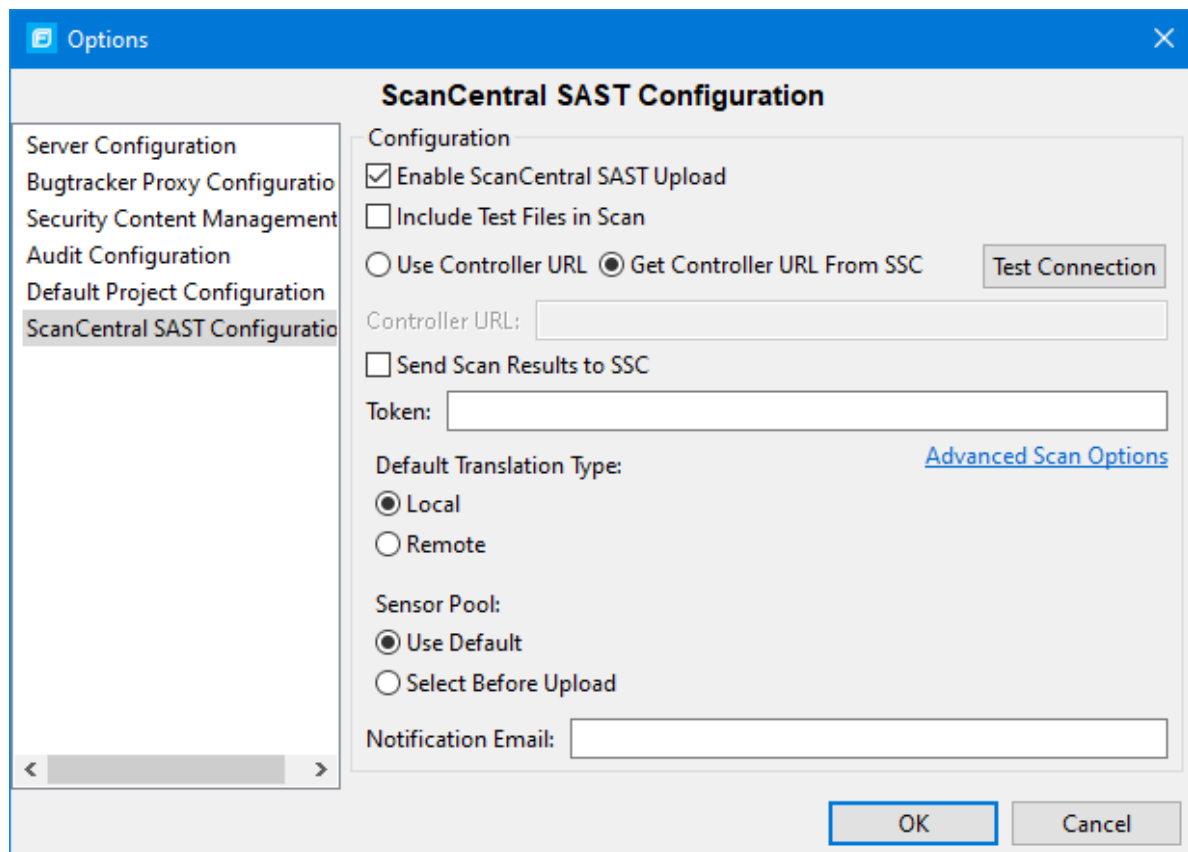 Options
ScanCentral SAST Configuration
Server Configuration
Bugtracker Proxy Configuratio
Security Content Management
Audit Configuration
Default Project Configuration
ScanCentral SAST Configuratio
Configuration
Enable ScanCentral SAST Upload
Include Test Files in Scan
Use Controller URL Get Controller URL From SSC Test Connection
Controller URL:
Send Scan Results to SSC
Token:
Advanced Scan Options
Default Translation Type:
Local
Remote
Sensor Pool:
Use Default
Select Before Upload
Notification Email:
OK Cancel